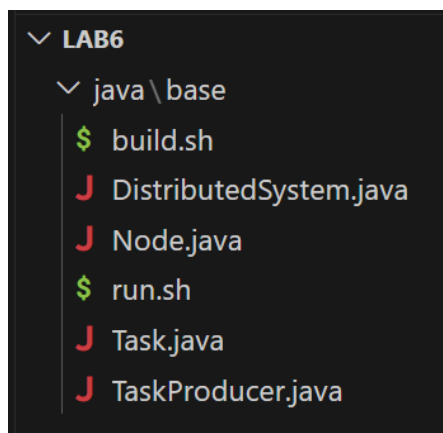 LAB6
java\base
$ build.sh
J DistributedSystem.java
J Node.java
$ run.sh
J Task.java
J TaskProducer.java